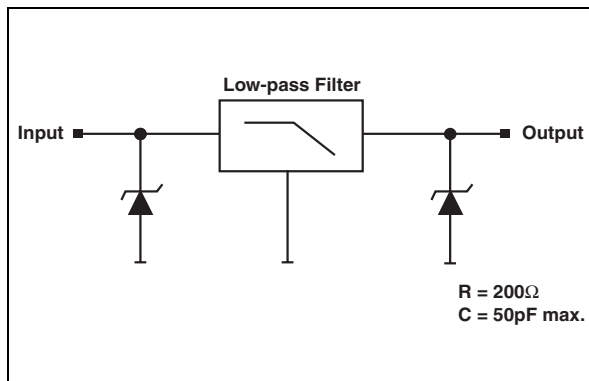 Low-pass Filter
Input
Output
R = 200Ω
C = 50pF max.